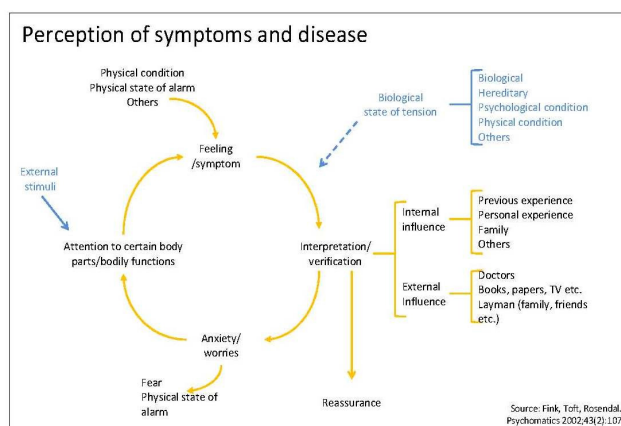 Perception of symptoms and disease
Physical condition
Physical state of alarm
Others
Biological
state of tension
Biological
Hereditary
Psychological condition
Physical condition
Others
Feeling
/symptom
External
stimuli
Attention to certain body
parts/bodily functions
Interpretation/
verification
Internal
influence
Previous experience
Personal experience
Family
Others
External
Influence
Doctors
Books, papers, TV etc.
Layman (family, friends
etc.)
Anxiety/
worries
Fear
Physical state of
alarm
Reassurance
Source: Fink, Toft, Rosendal.
Psychomatics 2002;43(2):107